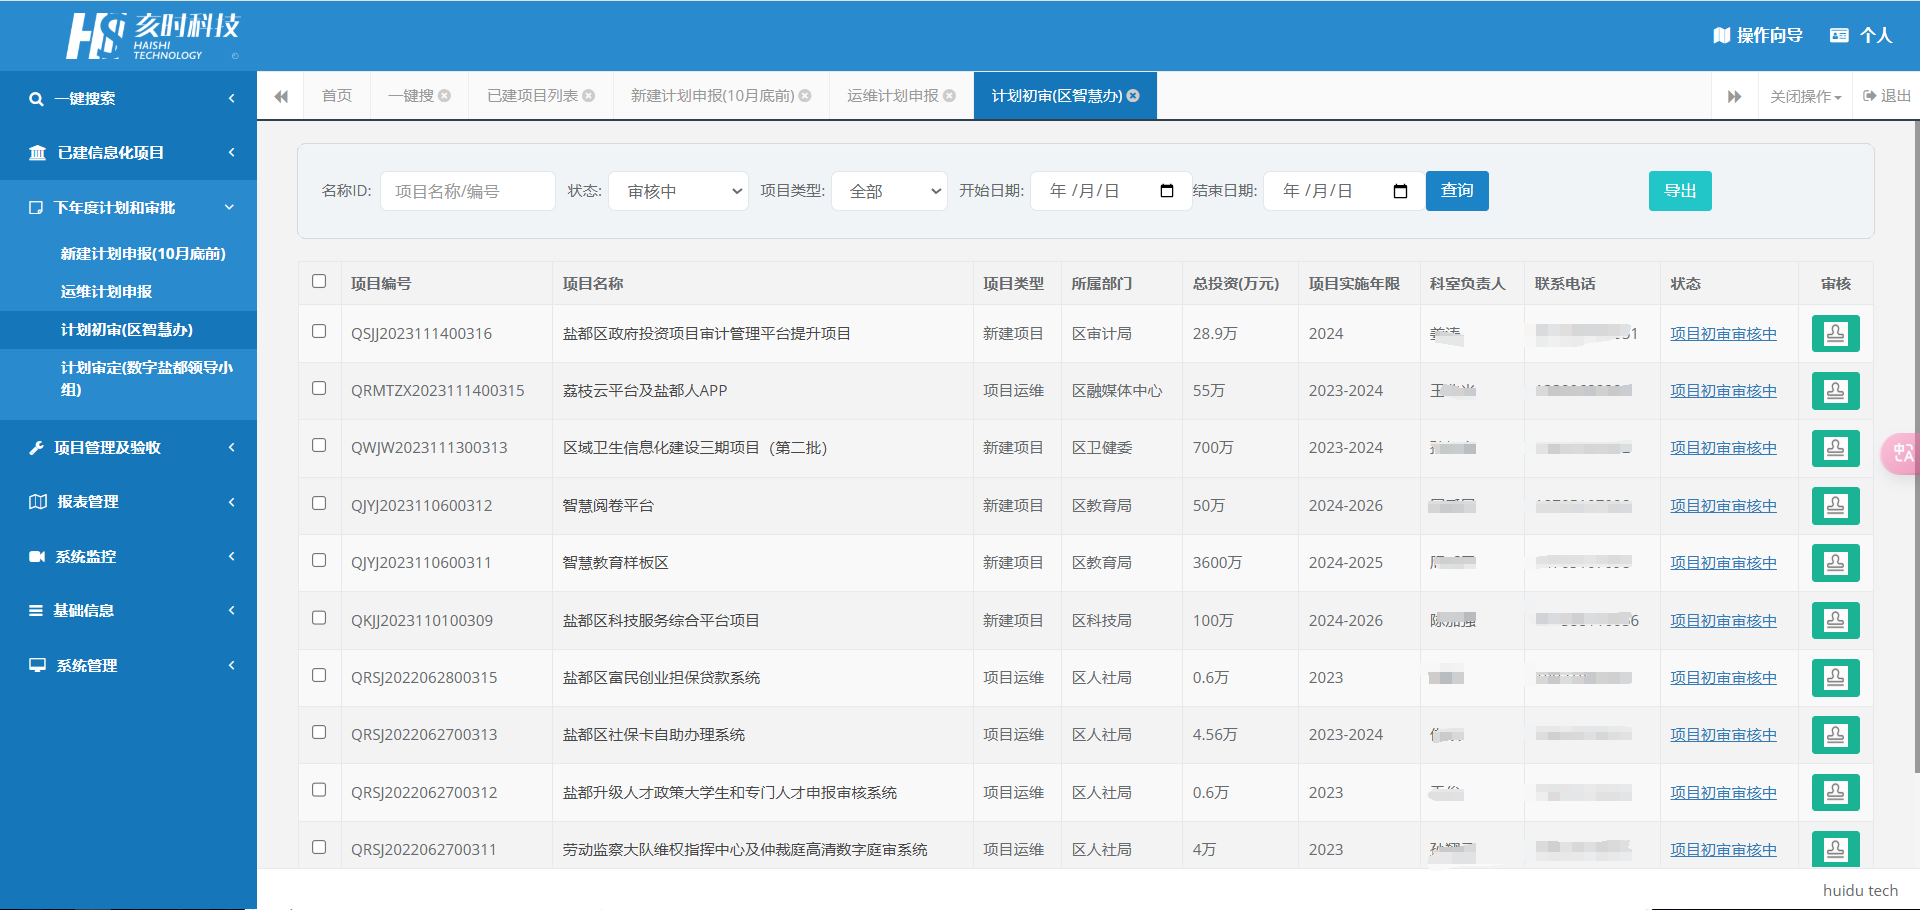 HS 亥时科技
HAISHI
TECHNOLOGY
操作向导 个人
一键搜索
已建信息化项目
下年度计划和审批
新建计划申报(10月底前)
运维计划申报
计划初审(区智慧办)
计划审定(数字盐都领导小
组)
项目管理及验收
报表管理
系统监控
基础信息
系统管理
首页 一键搜 已建项目列表 新建计划申报(10月底前) 运维计划申报 计划初审(区智慧办) 关闭操作 退出
名称ID: 项目名称/编号 状态: 审核中 项目类型: 全部 开始日期: 年 /月/日 结束日期: 年 /月/日 查询 导出
项目编号 项目名称 项目类型 所属部门 总投资(万元) 项目实施年限 科室负责人 联系电话 状态 审核
QSJJ2023111400316 盐都区政府投资项目审计管理平台提升项目 新建项目 区审计局 28.9万 2024 项目初审审核中
QRMTZX2023111400315 荔枝云平台及盐都人APP 项目运维 区融媒体中心 55万 2023-2024 项目初审审核中
QWJW2023111300313 区域卫生信息化建设三期项目（第二批） 新建项目 区卫健委 700万 2023-2024 项目初审审核中
QJYJ2023110600312 智慧阅卷平台 新建项目 区教育局 50万 2024-2026 项目初审审核中
QJYJ2023110600311 智慧教育样板区 新建项目 区教育局 3600万 2024-2025 项目初审审核中
QKJJ2023110100309 盐都区科技服务综合平台项目 新建项目 区科技局 100万 2024-2026 项目初审审核中
QRSJ2022062800315 盐都区富民创业担保贷款系统 项目运维 区人社局 0.6万 2023 项目初审审核中
QRSJ2022062700313 盐都区社保卡自助办理系统 项目运维 区人社局 4.56万 2023-2024 项目初审审核中
QRSJ2022062700312 盐都升级人才政策大学生和专门人才申报审核系统 项目运维 区人社局 0.6万 2023 项目初审审核中
QRSJ2022062700311 劳动监察大队维权指挥中心及仲裁庭高清数字庭审系统 项目运维 区人社局 4万 2023 项目初审审核中
huidu tech